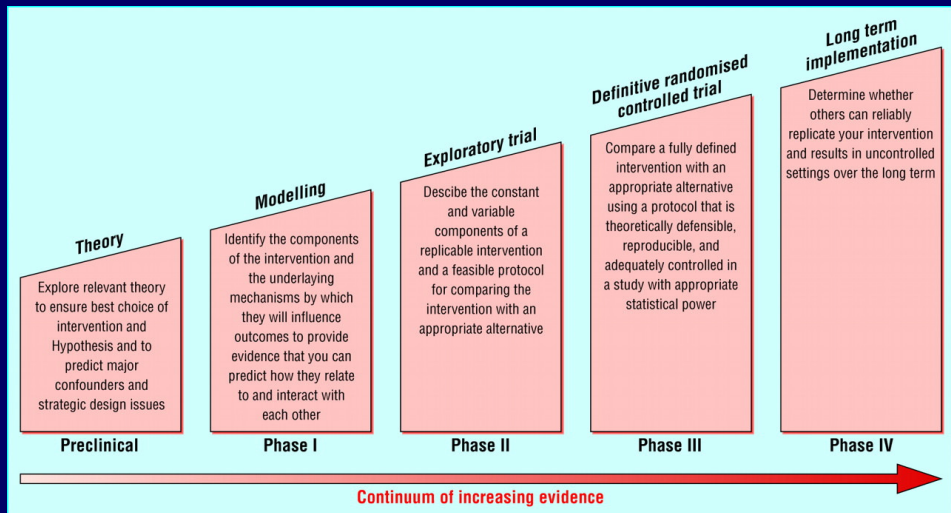 Theory
Explore relevant theory
to ensure best choice of
intervention and
Hypothesis and to
predict major
confounders and
strategic design issues
Preclinical
Modelling
Identify the components
of the intervention and
the underlaying
mechanisms by which
they will influence
outcomes to provide
evidence that you can
predict how they relate
to and interact with
each other
Phase I
Exploratory trial
Descibe the constant
and variable
components of
a replicable intervention
and a feasible protocol
for comparing the
intervention with an
appropriate alternative
Phase II
Definitive randomised
controlled trial
Compare a fully defined
intervention with an
appropriate alternative
using a protocol that is
theoretically defensible,
reproducible, and
adequately controlled in
a study with appropriate
statistical power
Phase III
Long term
implementation
Determine whether
others can reliably
replicate your intervention
and results in uncontrolled
settings over the long term
Phase IV
Continuum of increasing evidence